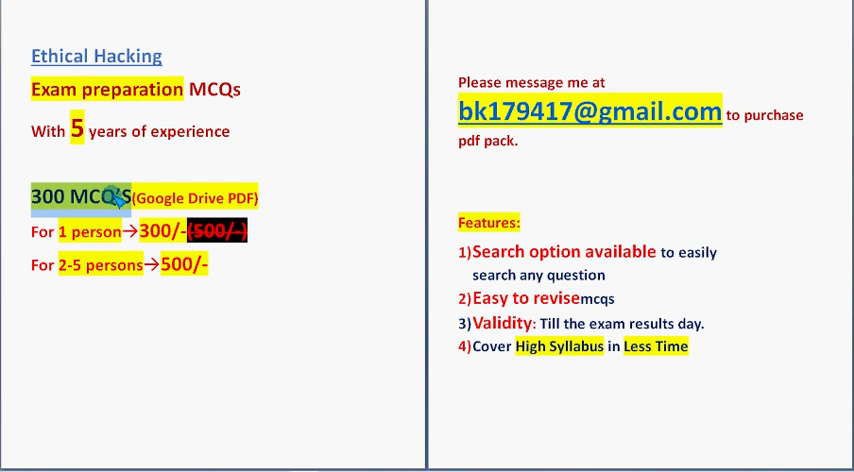 Ethical Hacking
Exam preparation MCQs
With 5 years of experience
300 MCQ'S(Google Drive PDF)
For 1 person→300/-(500/-)
For 2-5 persons→500/-
Please message me at
bk179417@gmail.com to purchase
pdf pack.
Features:
1)Search option available to easily
search any question
2)Easy to revisemcqs
3)Validity: Till the exam results day.
4)Cover High Syllabus in Less Time